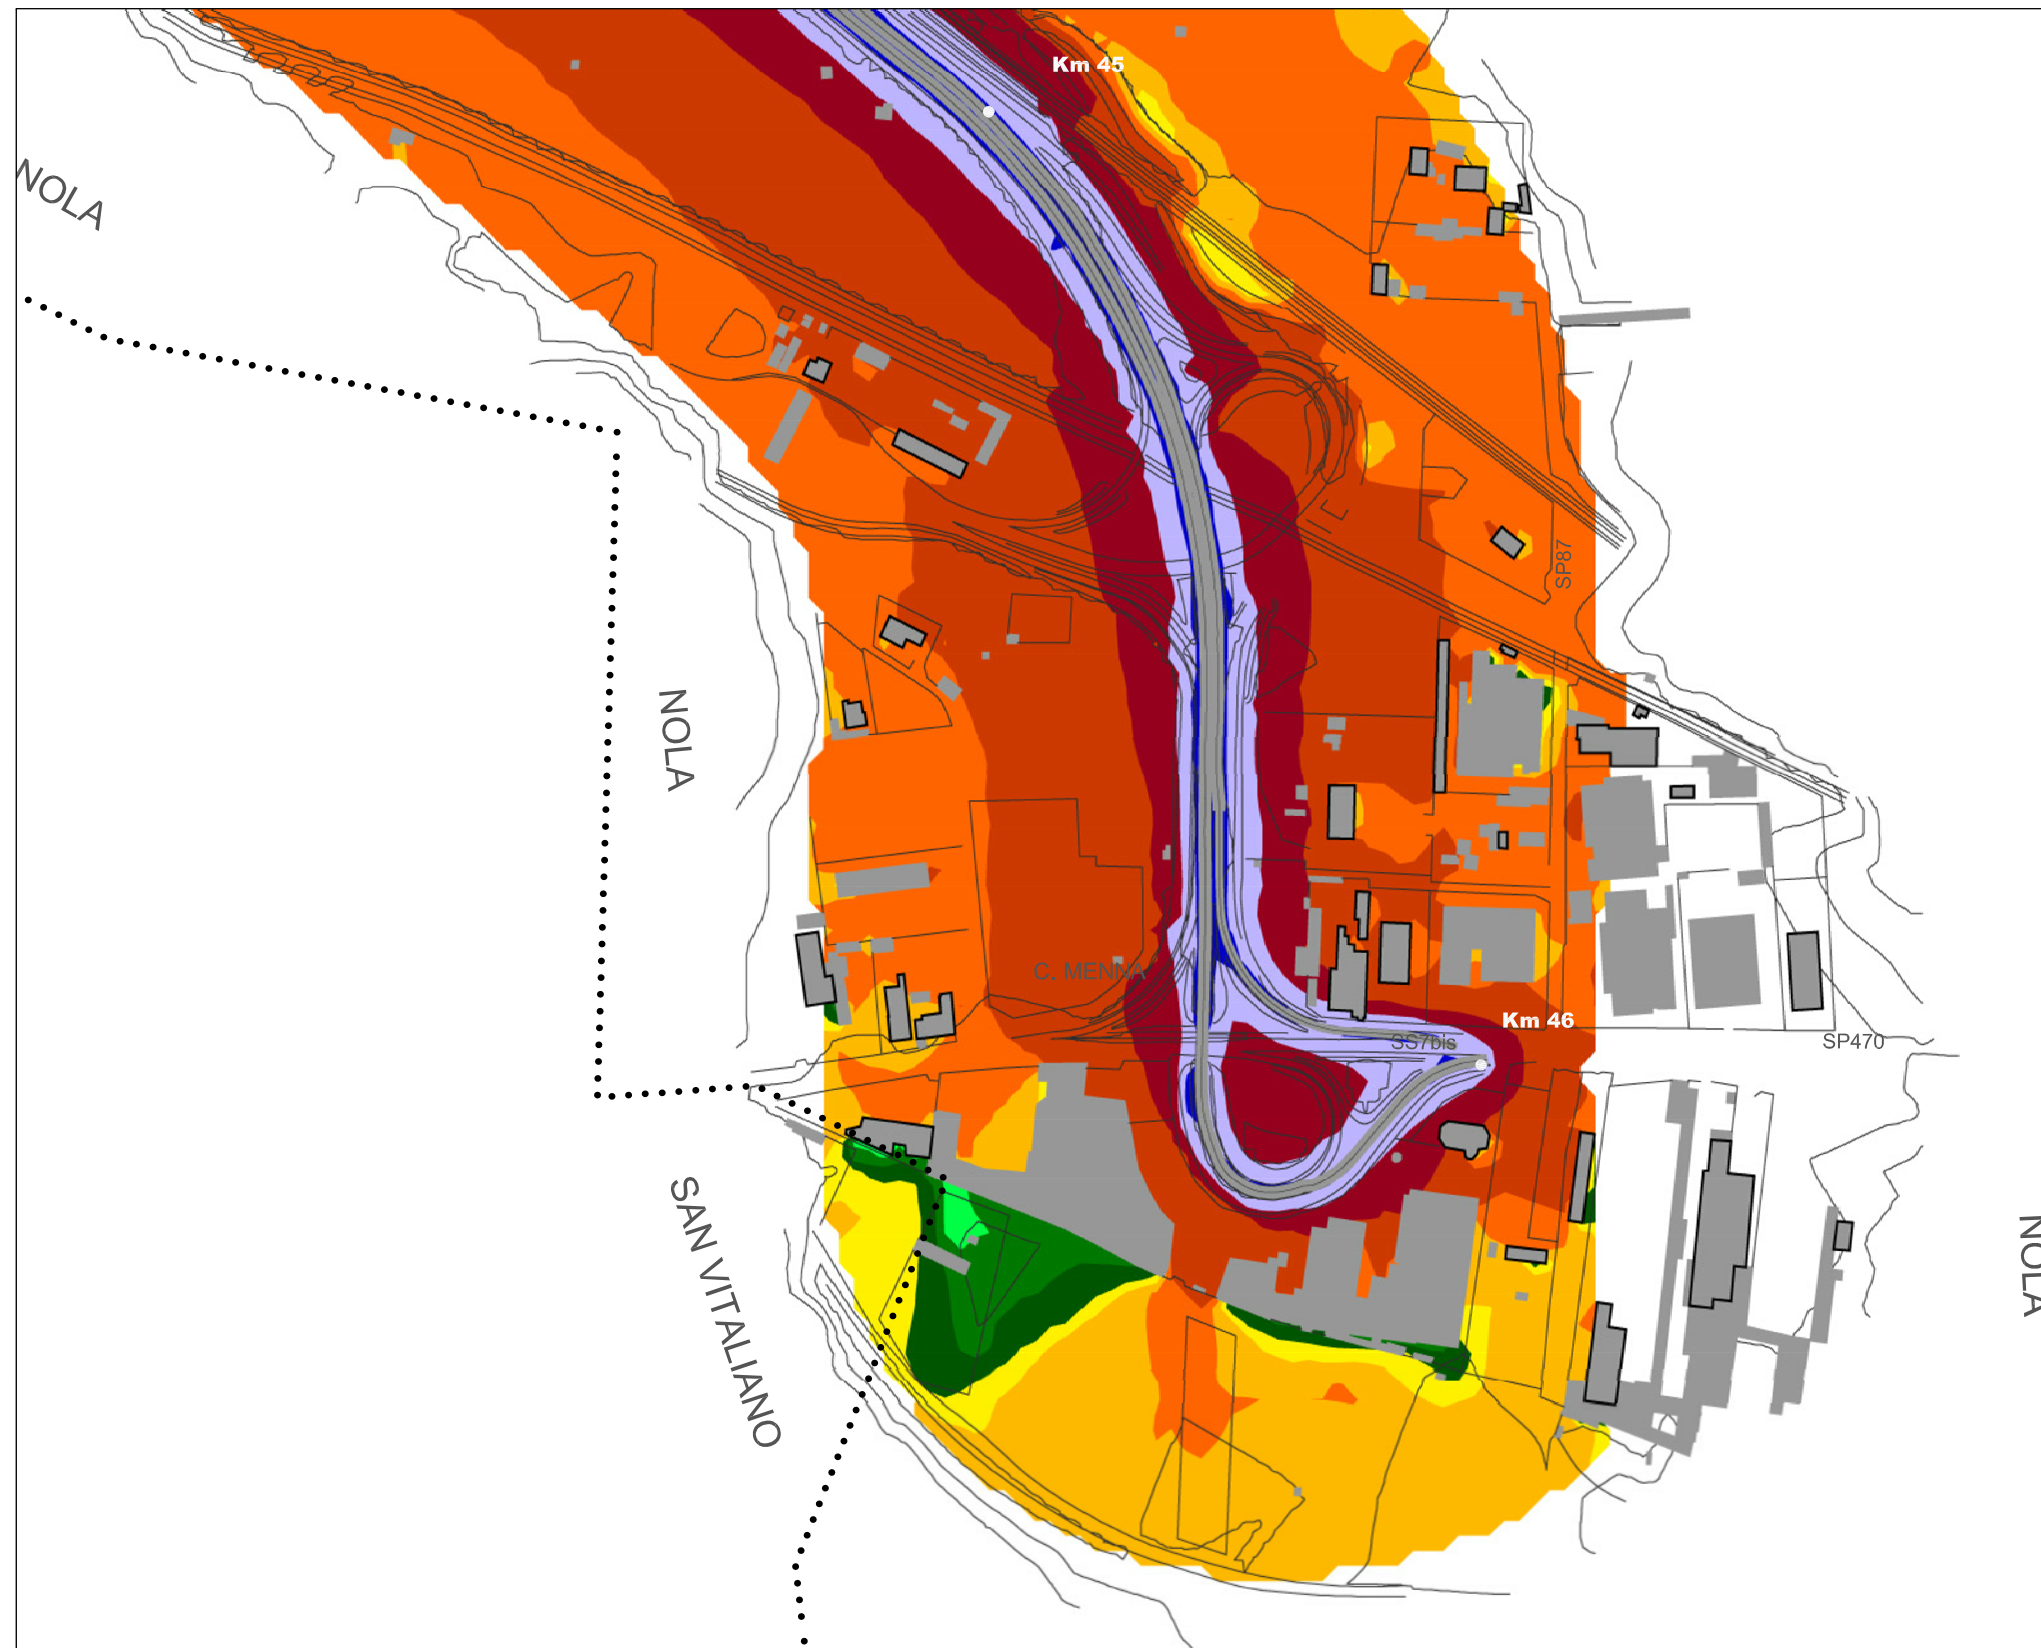 Km 45
NOLA
SP87
NOLA
C. MENNA
Km 46
SS7bis
SP470
SAN VITALIANO
NOLA